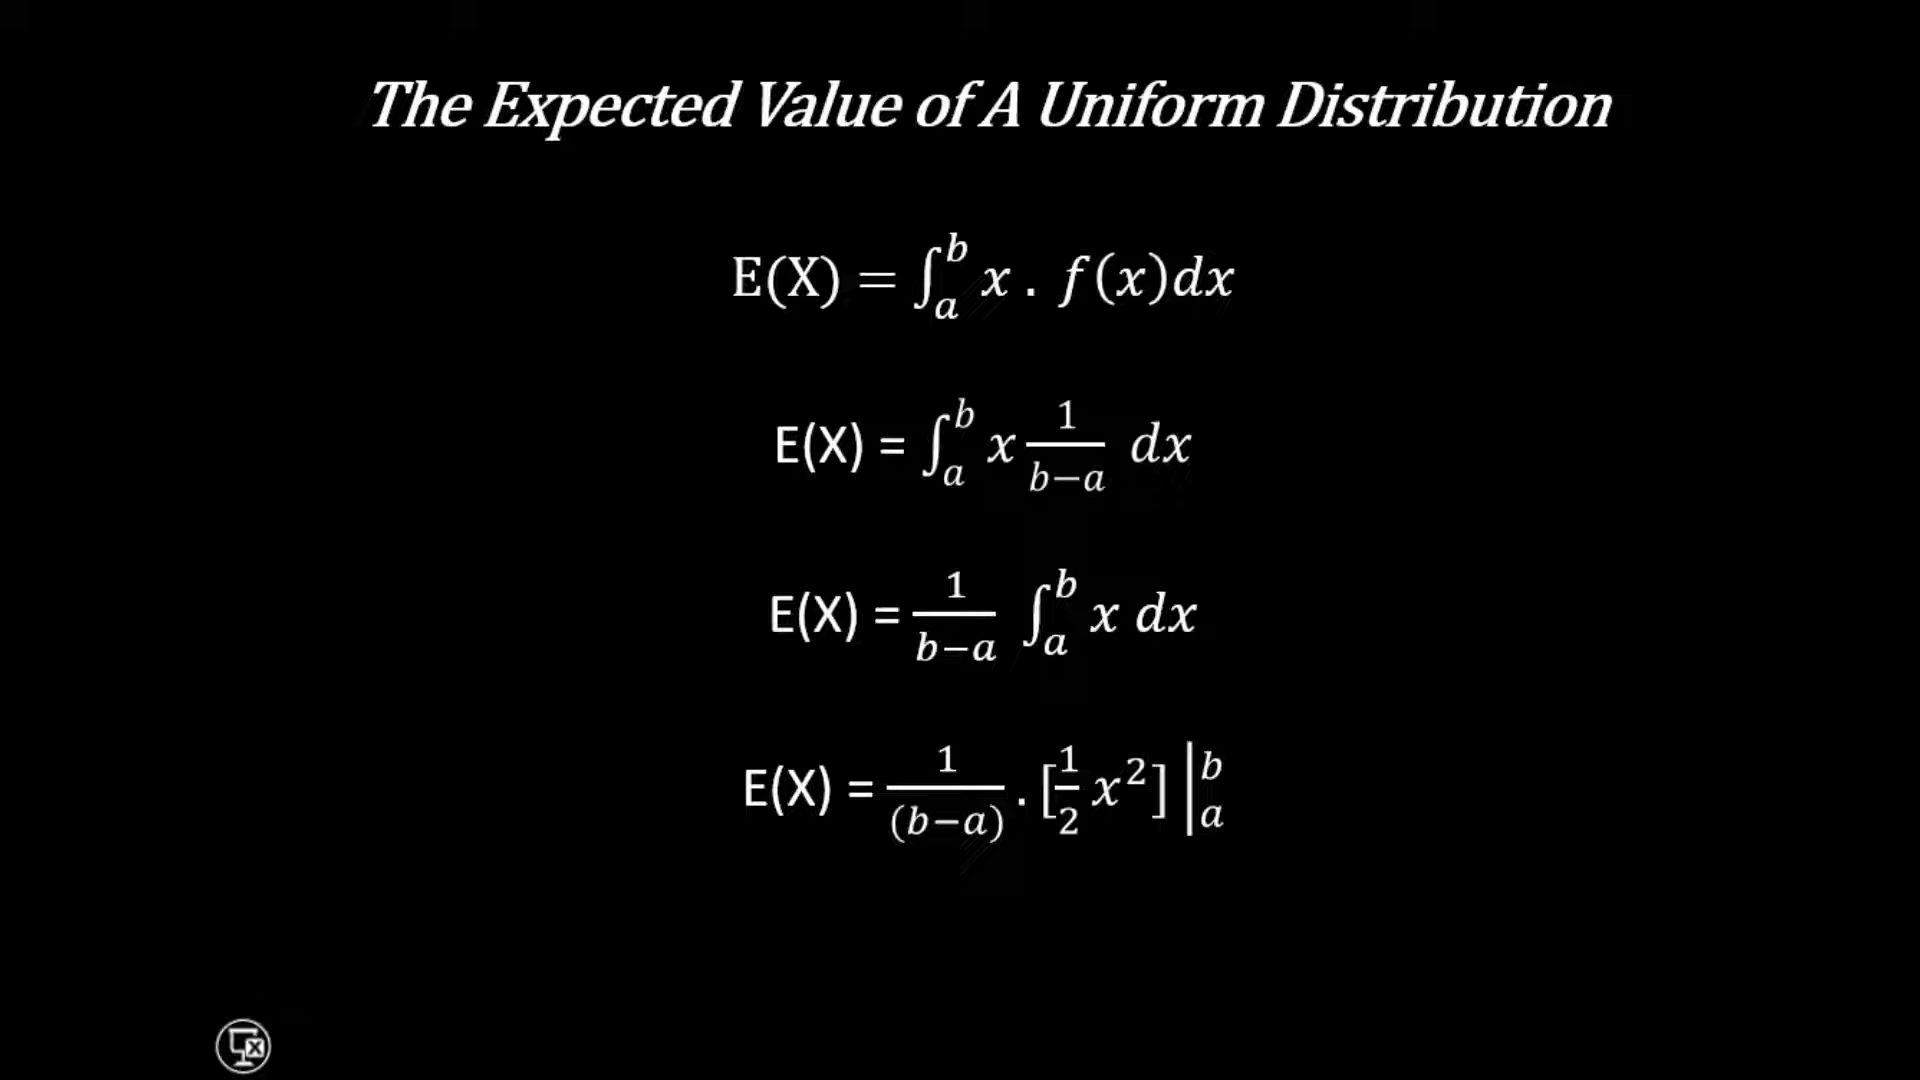 The Expected Value of A Uniform Distribution
E(X) = ∫ₐᵇ x . f(x)dx
E(X) = ∫ₐᵇ x 1/(b−a) dx
E(X) = 1/(b−a) ∫ₐᵇ x dx
E(X) = 1/(b−a) . [1/2 x²] |ₐᵇ